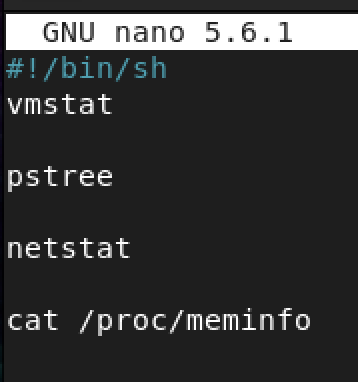 GNU nano 5.6.1
#!/bin/sh
vmstat
pstree
netstat
cat /proc/meminfo